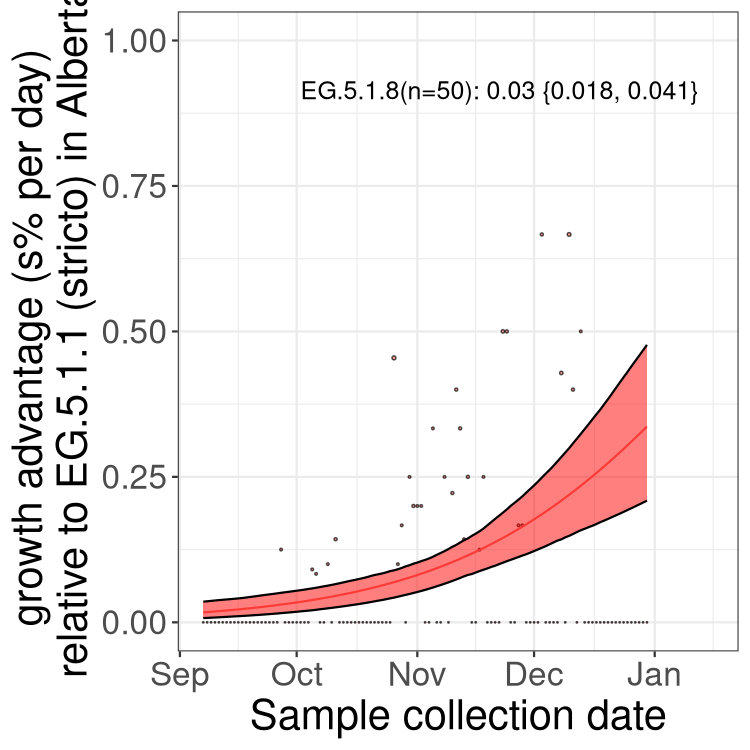 growth advantage (s% per day)
relative to EG.5.1.1 (stricto) in Alberta
1.00
0.75
0.50
0.25
0.00
EG.5.1.8(n=50): 0.03 {0.018, 0.041}
Sep Oct Nov Dec Jan
Sample collection date